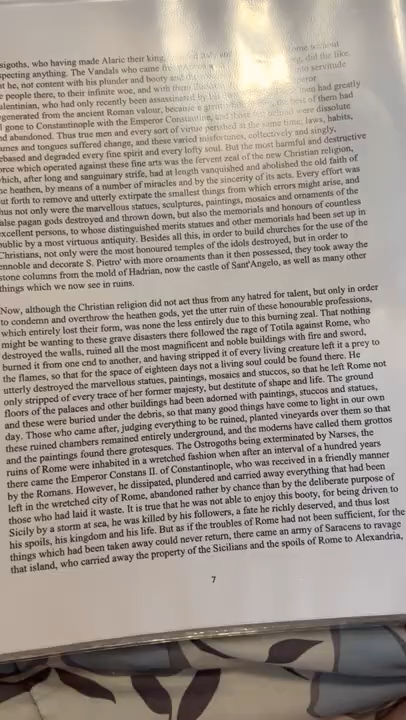 sigoths, who having made Alaric their king,
specting anything. The Vandals who came did the like.
at he, not content with his plunder and booty and servitude
e people there, to their infinite woe, and with them
alentinian, who had only recently been assassinated by had greatly
generated from the ancient Roman valour, because a great of them had
l gone to Constantinople with the Emperor Constantine, and those dissolute
nd abandoned. Thus true men and every sort of virtue perished at the same time; laws, habits,
ames and tongues suffered change, and these varied misfortunes, collectively and singly,
ebased and degraded every fine spirit and every lofty soul. But the most harmful and destructive
orce which operated against these fine arts was the fervent zeal of the new Christian religion,
hich, after long and sanguinary strife, had at length vanquished and abolished the old faith of
he heathen, by means of a number of miracles and by the sincerity of its acts. Every effort was
ut forth to remove and utterly extirpate the smallest things from which errors might arise, and
hus not only were the marvellous statues, sculptures, paintings, mosaics and ornaments of the
alse pagan gods destroyed and thrown down, but also the memorials and honours of countless
excellent persons, to whose distinguished merits statues and other memorials had been set up in
public by a most virtuous antiquity. Besides all this, in order to build churches for the use of the
Christians, not only were the most honoured temples of the idols destroyed, but in order to
ennoble and decorate S. Pietro' with more ornaments than it then possessed, they took away the
stone columns from the mold of Hadrian, now the castle of Sant'Angelo, as well as many other
things which we now see in ruins.
Now, although the Christian religion did not act thus from any hatred for talent, but only in order
to condemn and overthrow the heathen gods, yet the utter ruin of these honourable professions,
which entirely lost their form, was none the less entirely due to this burning zeal. That nothing
might be wanting to these grave disasters there followed the rage of Totila against Rome, who
destroyed the walls, ruined all the most magnificent and noble buildings with fire and sword,
burned it from one end to another, and having stripped it of every living creature left it a prey to
the flames, so that for the space of eighteen days not a living soul could be found there. He
utterly destroyed the marvellous statues, paintings, mosaics and stuccos, so that he left Rome not
only stripped of every trace of her former majesty, but destitute of shape and life. The ground
floors of the palaces and other buildings had been adorned with paintings, stuccos and statues,
and these were buried under the debris, so that many good things have come to light in our own
day. Those who came after, judging everything to be ruined, planted vineyards over them so that
these ruined chambers remained entirely underground, and the moderns have called them grottos
and the paintings found there grotesques. The Ostrogoths being exterminated by Narses, the
ruins of Rome were inhabited in a wretched fashion when after an interval of a hundred years
there came the Emperor Constans II. of Constantinople, who was received in a friendly manner
by the Romans. However, he dissipated, plundered and carried away everything that had been
left in the wretched city of Rome, abandoned rather by chance than by the deliberate purpose of
those who had laid it waste. It is true that he was not able to enjoy this booty, for being driven to
Sicily by a storm at sea, he was killed by his followers, a fate he richly deserved, and thus lost
his spoils, his kingdom and his life. But as if the troubles of Rome had not been sufficient, for the
things which had been taken away could never return, there came an army of Saracens to ravage
that island, who carried away the property of the Sicilians and the spoils of Rome to Alexandria,
7